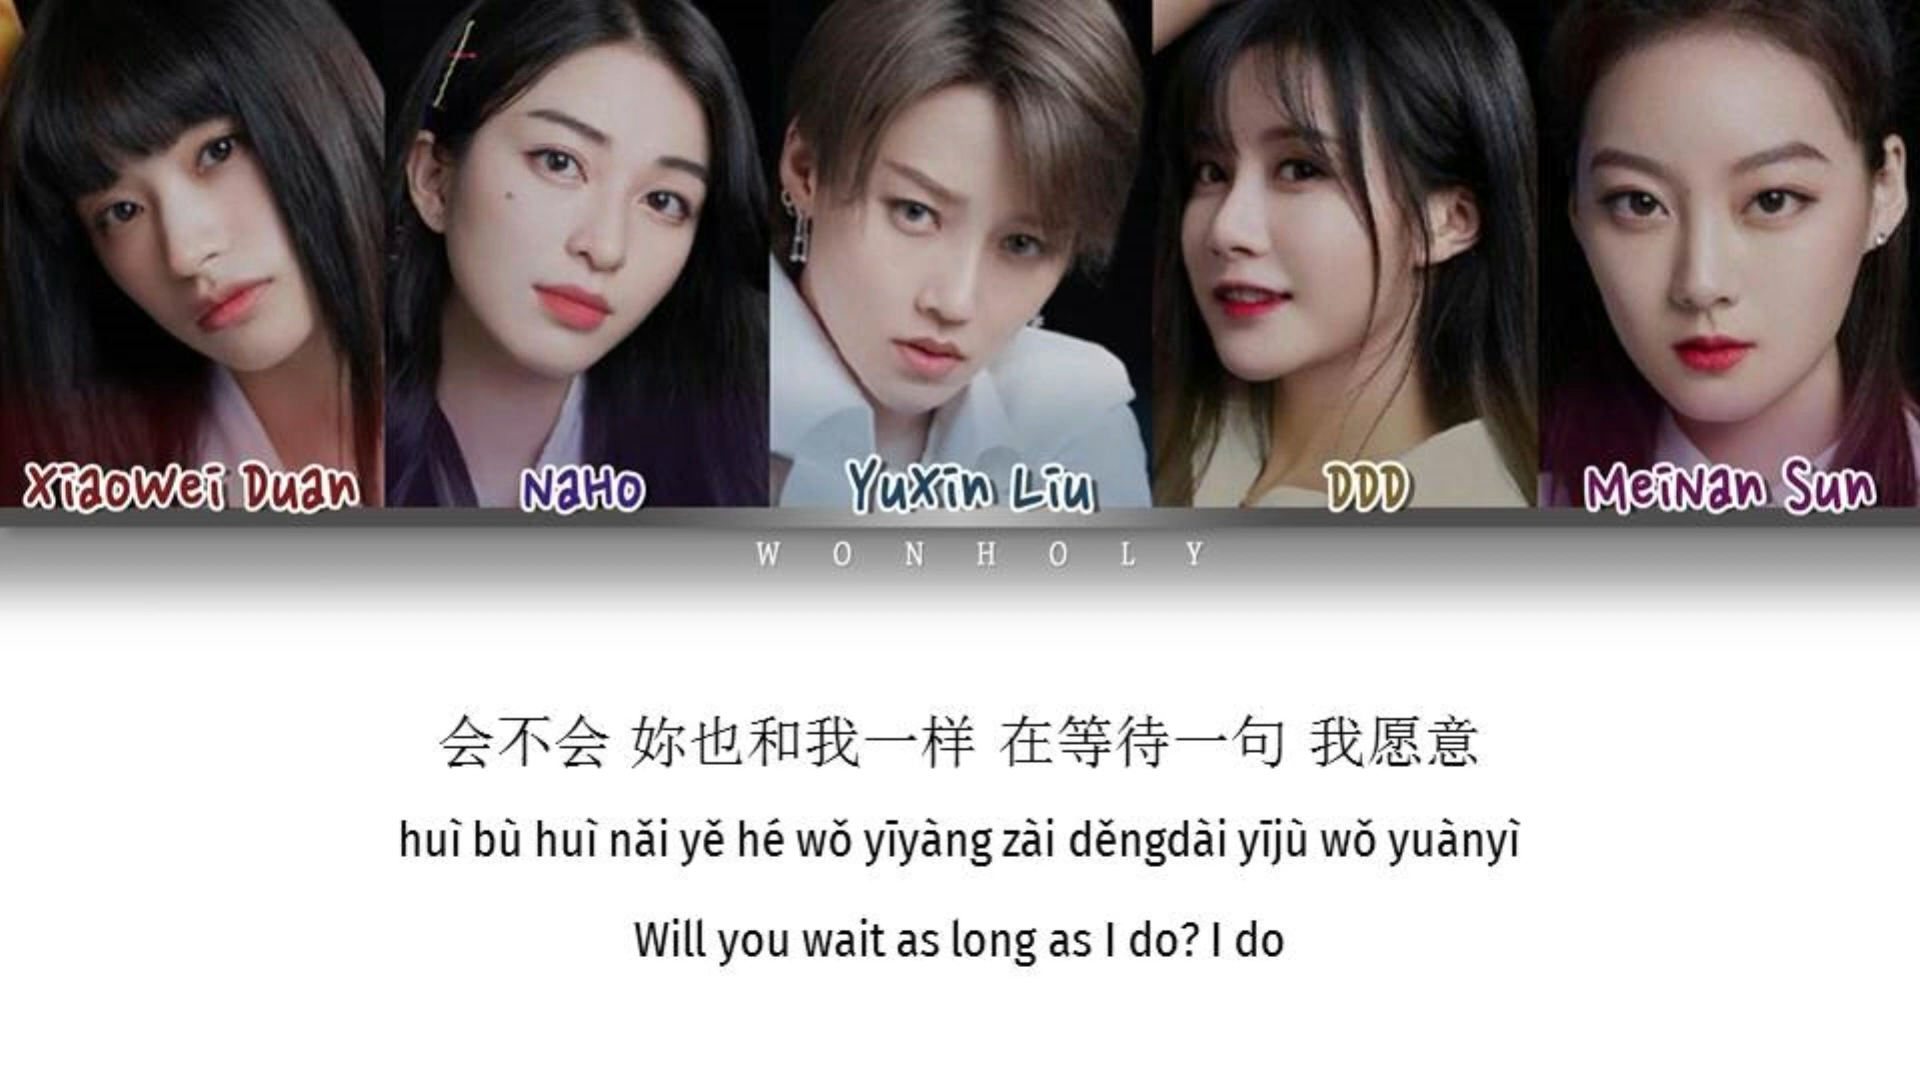 XiaoWei Duan NaHo YuXin Liu DDD MeiNan Sun
WONHOLY
会不会 妳也和我一样 在等待一句 我愿意
huì bù huì nǎi yě hé wǒ yīyàng zài děngdài yījù wǒ yuànyì
Will you wait as long as I do? I do